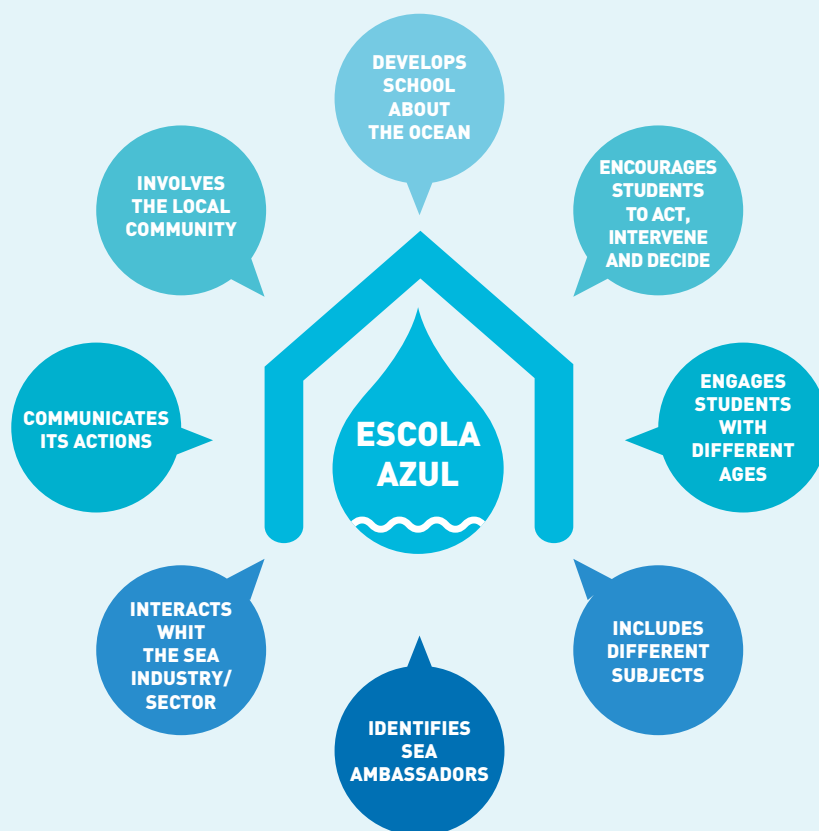 DEVELOPS
SCHOOL
ABOUT
THE OCEAN
ENCOURAGES
STUDENTS
TO ACT,
INTERVENE
AND DECIDE
ENGAGES
STUDENTS
WITH
DIFFERENT
AGES
INCLUDES
DIFFERENT
SUBJECTS
IDENTIFIES
SEA
AMBASSADORS
INTERACTS
WHIT
THE SEA
INDUSTRY/
SECTOR
COMMUNICATES
ITS ACTIONS
INVOLVES
THE LOCAL
COMMUNITY
ESCOLA
AZUL